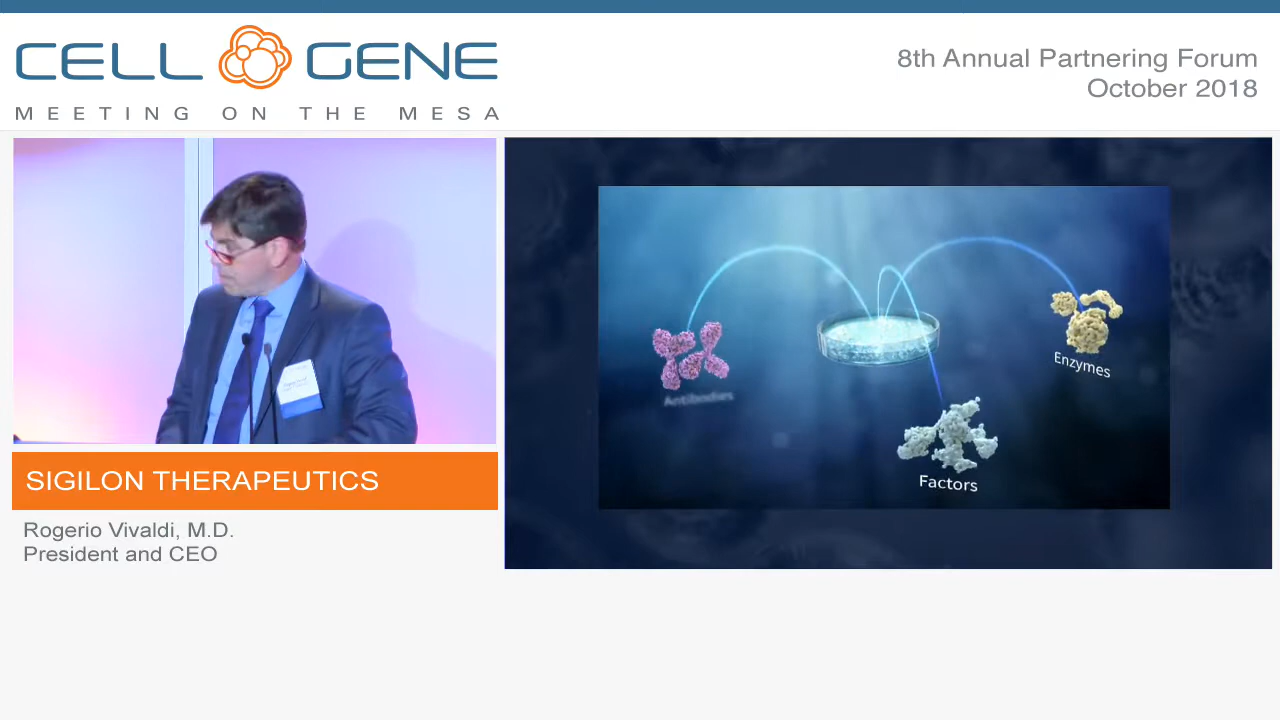 CELL GENE
MEETING ON THE MESA
8th Annual Partnering Forum
October 2018
Antibodies
Enzymes
Factors
SIGILON THERAPEUTICS
Rogerio Vivaldi, M.D.
President and CEO